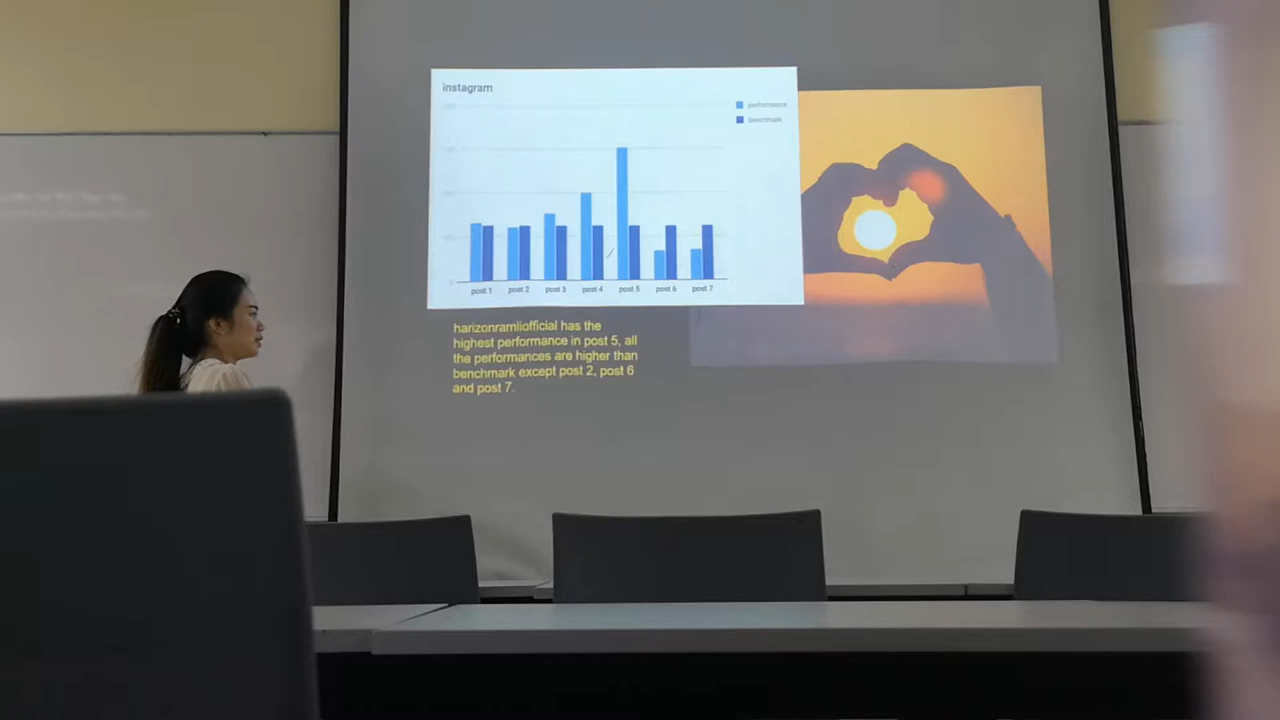 instagram
performance
benchmark
post 1 post 2 post 3 post 4 post 5 post 6 post 7
harizonramliofficial has the
highest performance in post 5, all
the performances are higher than
benchmark except post 2, post 6
and post 7.